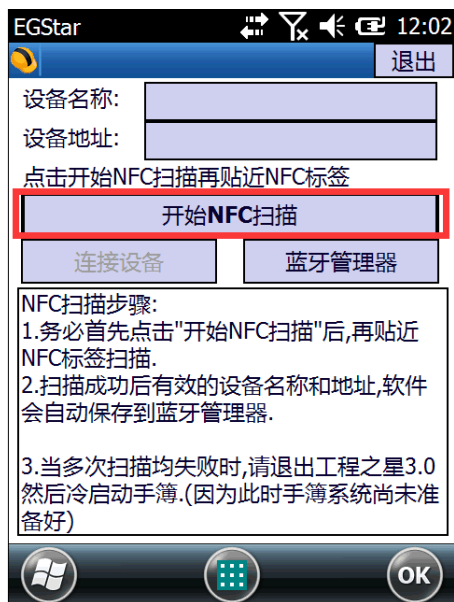 EGStar 12:02
退出
设备名称:
设备地址:
点击开始NFC扫描再贴近NFC标签
开始NFC扫描
连接设备 蓝牙管理器
NFC扫描步骤:
1.务必首先点击"开始NFC扫描"后,再贴近
NFC标签扫描.
2.扫描成功后有效的设备名称和地址,软件
会自动保存到蓝牙管理器.
3.当多次扫描均失败时,请退出工程之星3.0
然后冷启动手簿.(因为此时手簿系统尚未准
备好)
OK